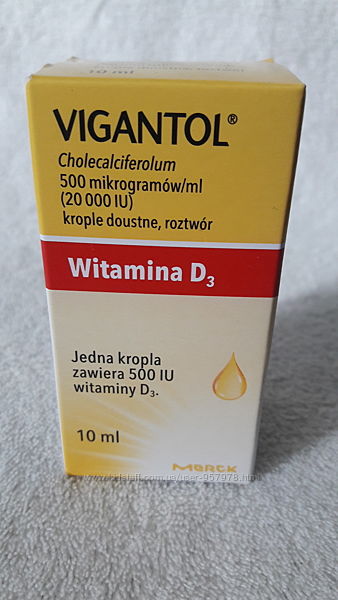 10 ml
VIGANTOL®
Cholecalciferolum
500 mikrogramów/ml
(20 000 IU)
krople doustne, roztwór
Witamina D₃
Jedna kropla
zawiera 500 IU
witaminy D₃.
10 ml
MERCK